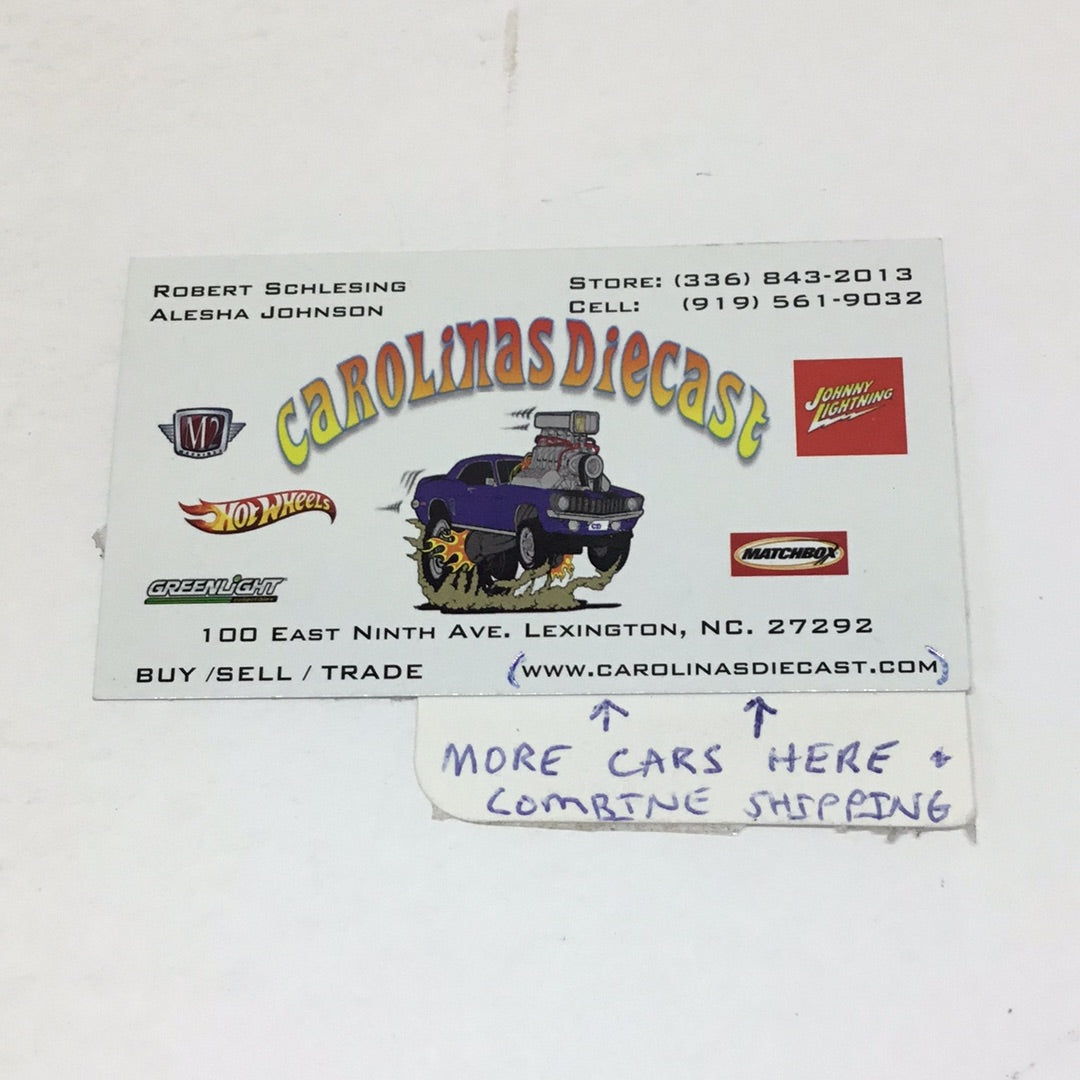 ROBERT SCHLESING
ALESHA JOHNSON
STORE: (336) 843-2013
CELL: (919) 561-9032
CAROLINAS DIECAST
M2
JOHNNY
LIGHTNING
HOT WHEELS
MATCHBOX
GREENLIGHT
CD
100 EAST NINTH AVE. LEXINGTON, NC. 27292
BUY /SELL / TRADE
(WWW.CAROLINASDIECAST.COM)
MORE CARS HERE +
COMBINE SHIPPING